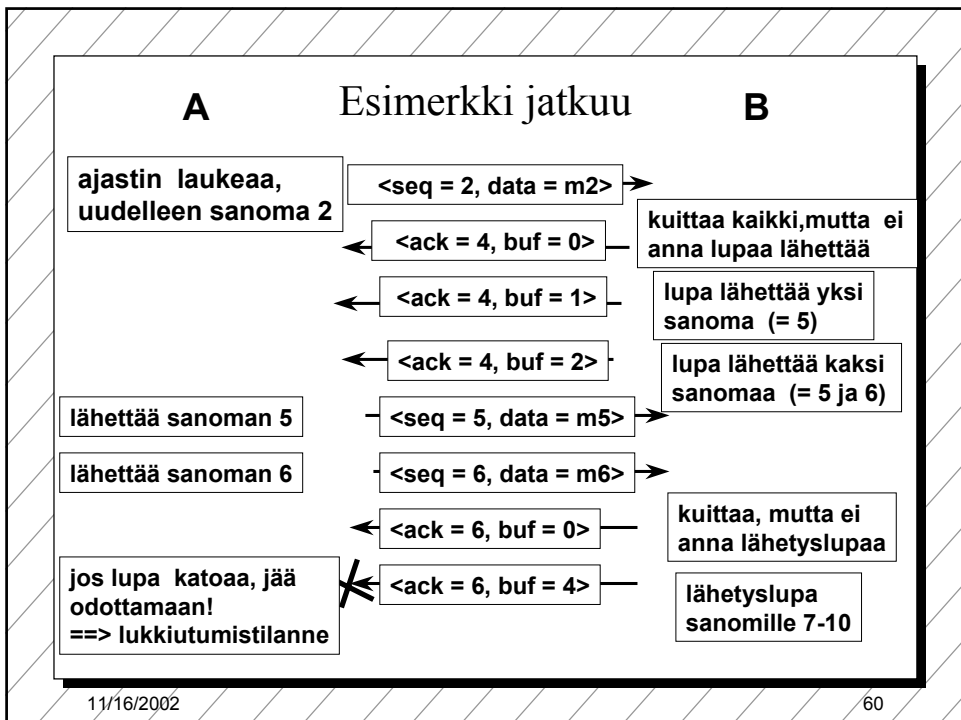 A
Esimerkki jatkuu
B
ajastin laukeaa,
uudelleen sanoma 2
<seq = 2, data = m2>
<ack = 4, buf = 0>
kuittaa kaikki,mutta ei
anna lupaa lähettää
<ack = 4, buf = 1>
lupa lähettää yksi
sanoma (= 5)
<ack = 4, buf = 2>
lupa lähettää kaksi
sanomaa (= 5 ja 6)
lähettää sanoman 5
<seq = 5, data = m5>
lähettää sanoman 6
<seq = 6, data = m6>
<ack = 6, buf = 0>
kuittaa, mutta ei
anna lähetyslupaa
jos lupa katoaa, jää
odottamaan!
==> lukkiutumistilanne
<ack = 6, buf = 4>
lähetyslupa
sanomille 7-10
11/16/2002
60